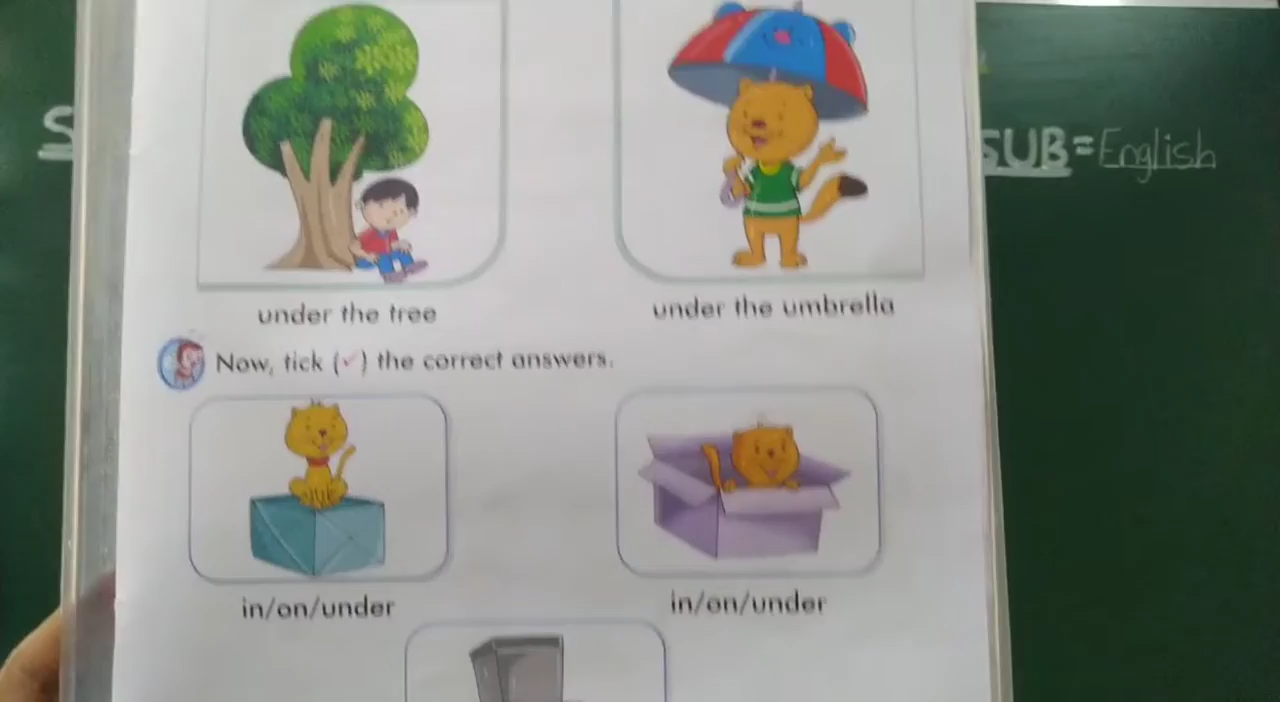 S
SUB=English
under the tree
under the umbrella
Now, tick (✓) the correct answers.
in/on/under
in/on/under